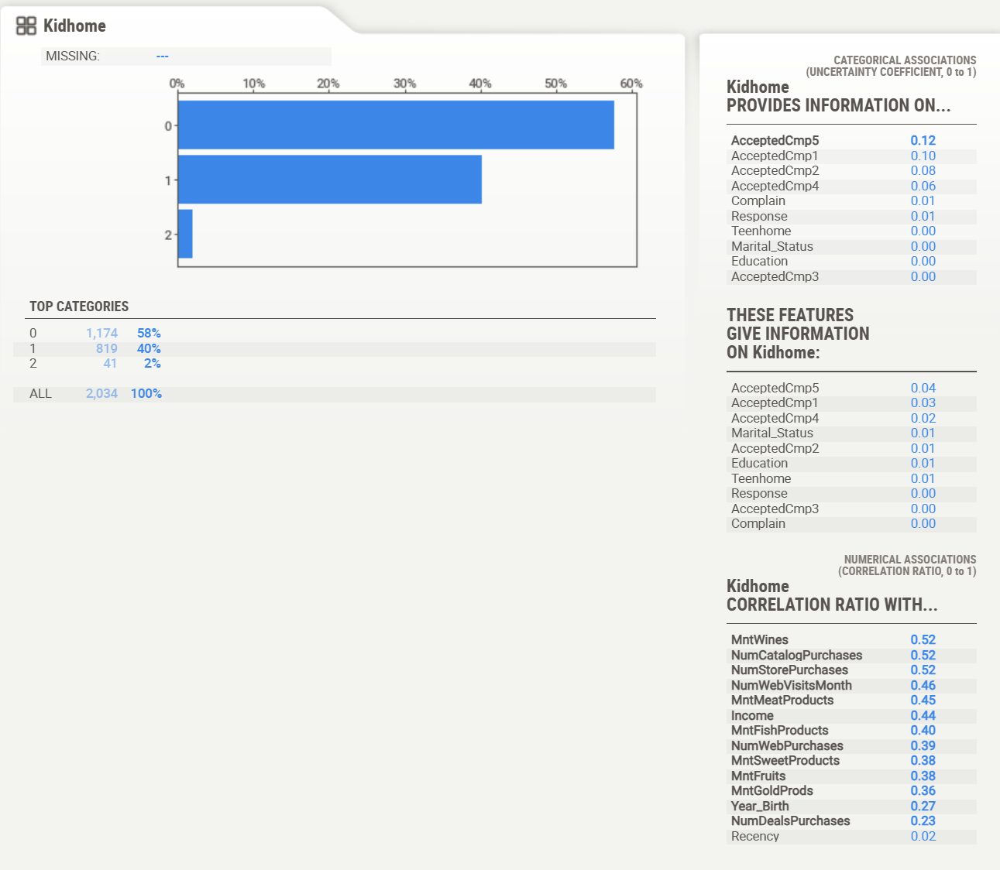 Kidhome
MISSING: ---
0% 10% 20% 30% 40% 50% 60%
0
1
2
TOP CATEGORIES
0 1,174 58%
1 819 40%
2 41 2%
ALL 2,034 100%
CATEGORICAL ASSOCIATIONS
(UNCERTAINTY COEFFICIENT, 0 to 1)
Kidhome
PROVIDES INFORMATION ON...
AcceptedCmp5 0.12
AcceptedCmp1 0.10
AcceptedCmp2 0.08
AcceptedCmp4 0.06
Complain 0.01
Response 0.01
Teenhome 0.00
Marital_Status 0.00
Education 0.00
AcceptedCmp3 0.00
THESE FEATURES
GIVE INFORMATION
ON Kidhome:
AcceptedCmp5 0.04
AcceptedCmp1 0.03
AcceptedCmp4 0.02
Marital_Status 0.01
AcceptedCmp2 0.01
Education 0.01
Teenhome 0.01
Response 0.00
AcceptedCmp3 0.00
Complain 0.00
NUMERICAL ASSOCIATIONS
(CORRELATION RATIO, 0 to 1)
Kidhome
CORRELATION RATIO WITH...
MntWines 0.52
NumCatalogPurchases 0.52
NumStorePurchases 0.52
NumWebVisitsMonth 0.46
MntMeatProducts 0.45
Income 0.44
MntFishProducts 0.40
NumWebPurchases 0.39
MntSweetProducts 0.38
MntFruits 0.38
MntGoldProds 0.36
Year_Birth 0.27
NumDealsPurchases 0.23
Recency 0.02